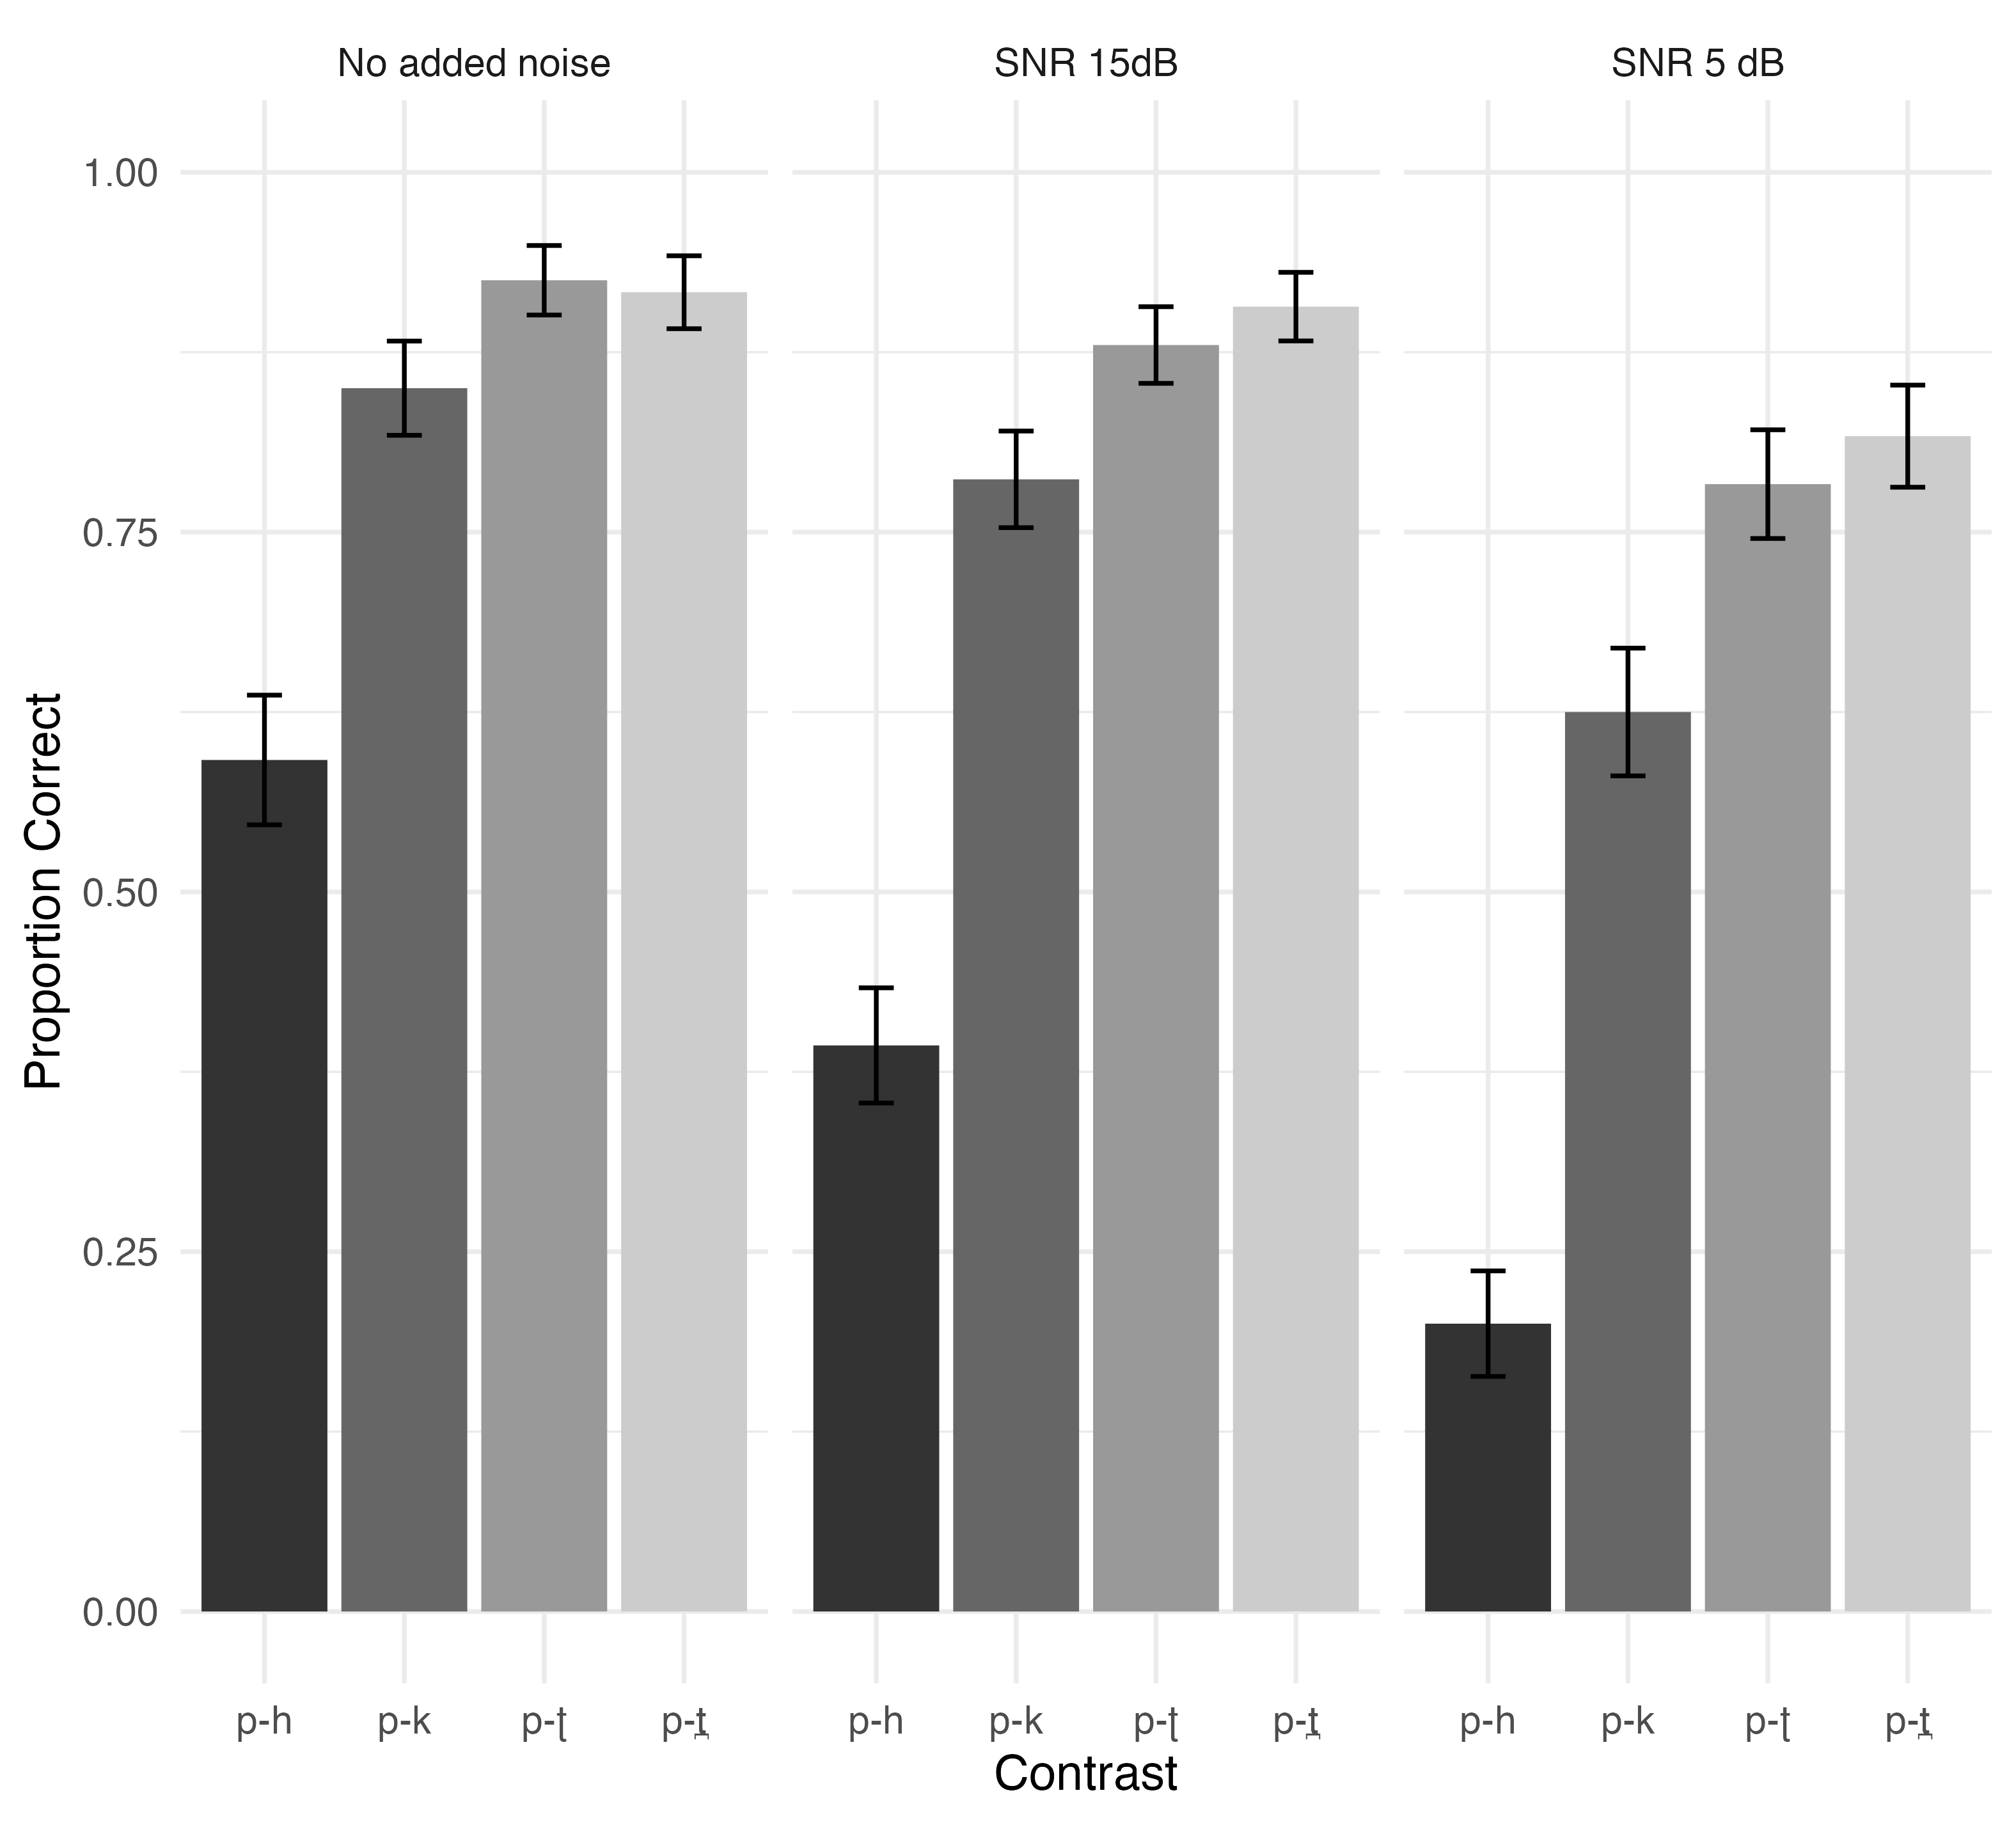 No added noise SNR 15dB SNR 5 dB
1.00
0.75
0.50
0.25
0.00
Proportion Correct
p-h p-k p-ʈ p-t̪ p-h p-k p-ʈ p-t̪ p-h p-k p-ʈ p-t̪
Contrast